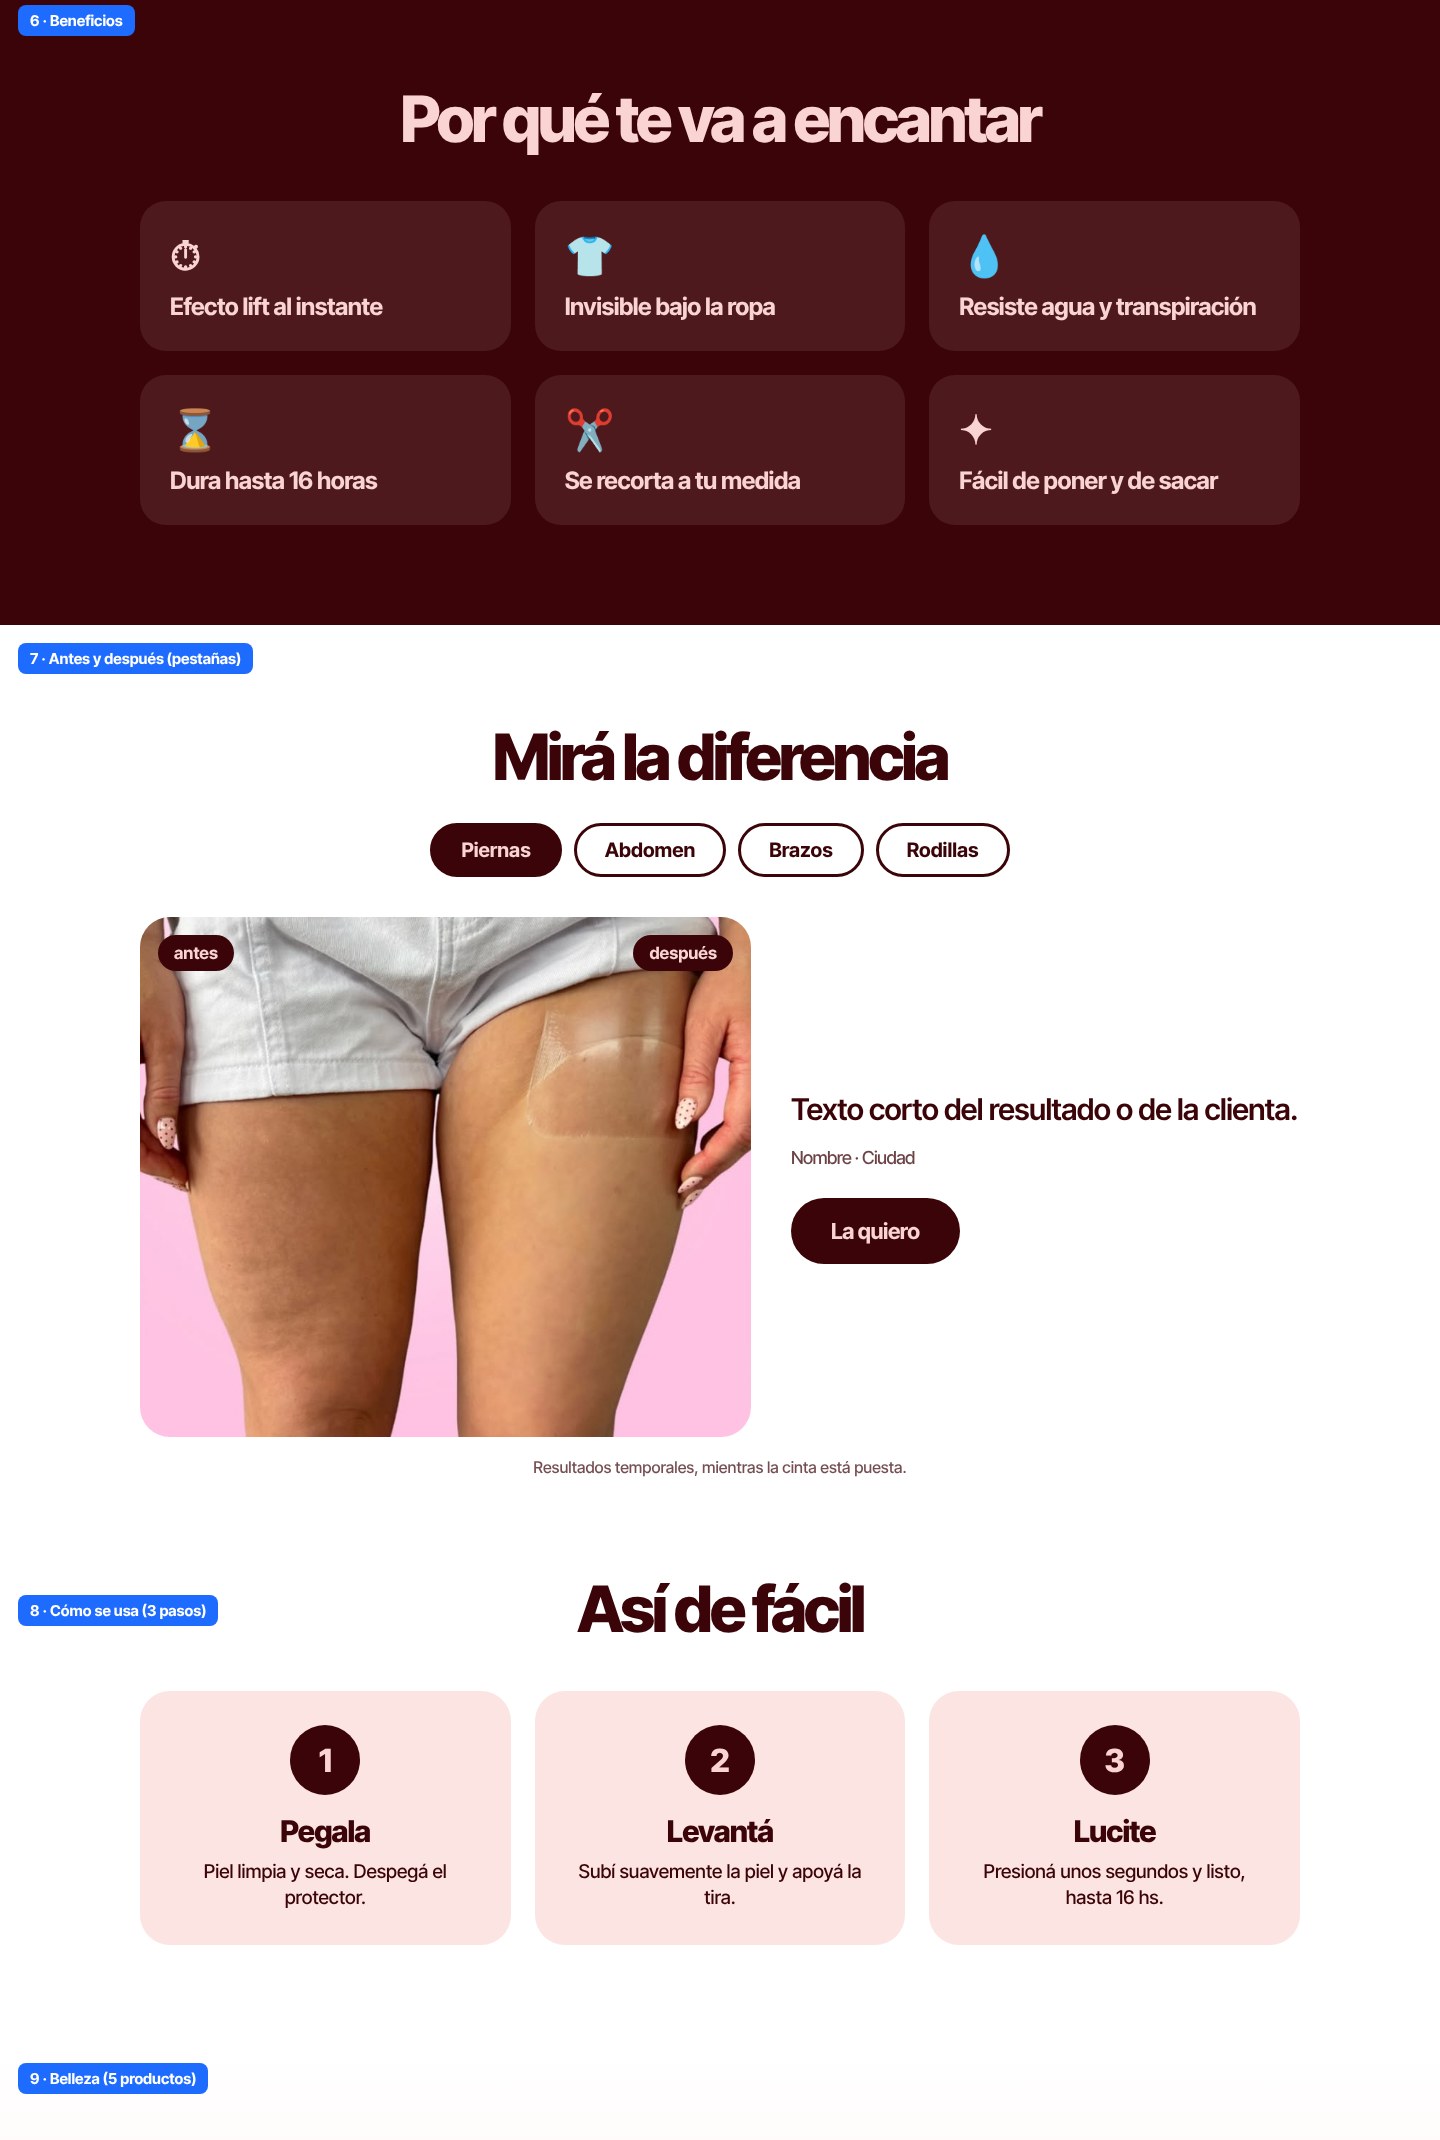 6 · Beneficios
Por qué te va a encantar
Efecto lift al instante
Invisible bajo la ropa
Resiste agua y transpiración
Dura hasta 16 horas
Se recorta a tu medida
Fácil de poner y de sacar
7 · Antes y después (pestañas)
Mirá la diferencia
Piernas
Abdomen
Brazos
Rodillas
antes
después
Texto corto del resultado o de la clienta.
Nombre · Ciudad
La quiero
Resultados temporales, mientras la cinta está puesta.
8 · Cómo se usa (3 pasos)
Así de fácil
1
Pegala
Piel limpia y seca. Despegá el
protector.
2
Levantá
Subí suavemente la piel y apoyá la
tira.
3
Lucite
Presioná unos segundos y listo,
hasta 16 hs.
9 · Belleza (5 productos)